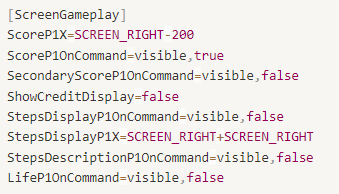 [ScreenGameplay]
ScoreP1X=SCREEN_RIGHT-200
ScoreP1OnCommand=visible,true
SecondaryScoreP1OnCommand=visible,false
ShowCreditDisplay=false
StepsDisplayP1OnCommand=visible,false
StepsDisplayP1X=SCREEN_RIGHT+SCREEN_RIGHT
StepsDescriptionP1OnCommand=visible,false
LifeP1OnCommand=visible,false